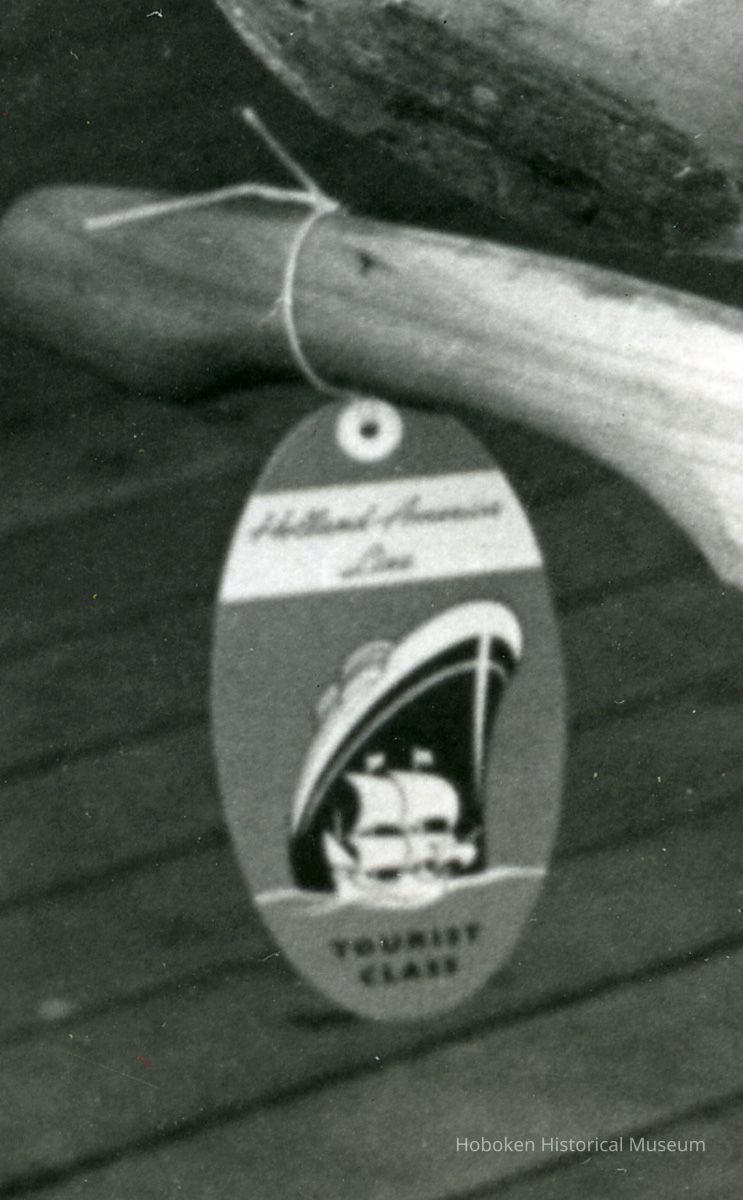 Holland-America
Line
TOURIST
CLASS
Hoboken Historical Museum